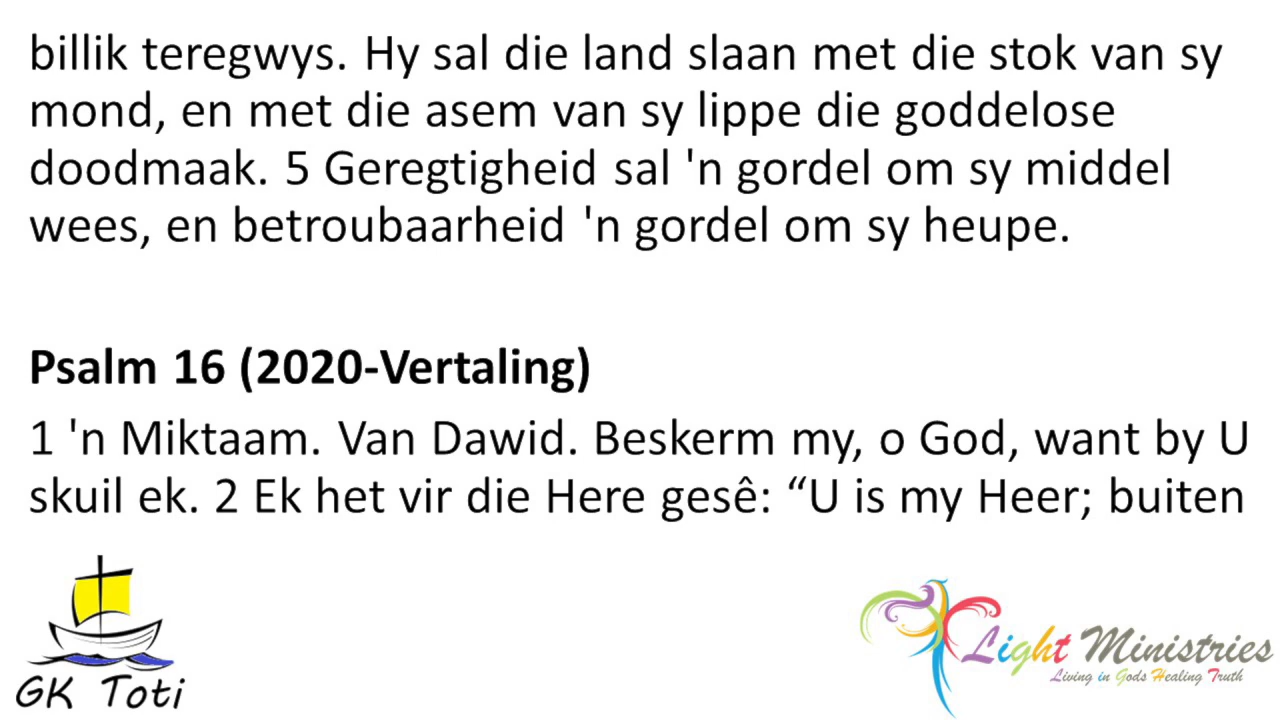 billik teregwys. Hy sal die land slaan met die stok van sy
mond, en met die asem van sy lippe die goddelose
doodmaak. 5 Geregtigheid sal 'n gordel om sy middel
wees, en betroubaarheid 'n gordel om sy heupe.
Psalm 16 (2020-Vertaling)
1 'n Miktaam. Van Dawid. Beskerm my, o God, want by U
skuil ek. 2 Ek het vir die Here gesê: “U is my Heer; buiten
GK Toti
Light Ministries
Living in Gods Healing Truth